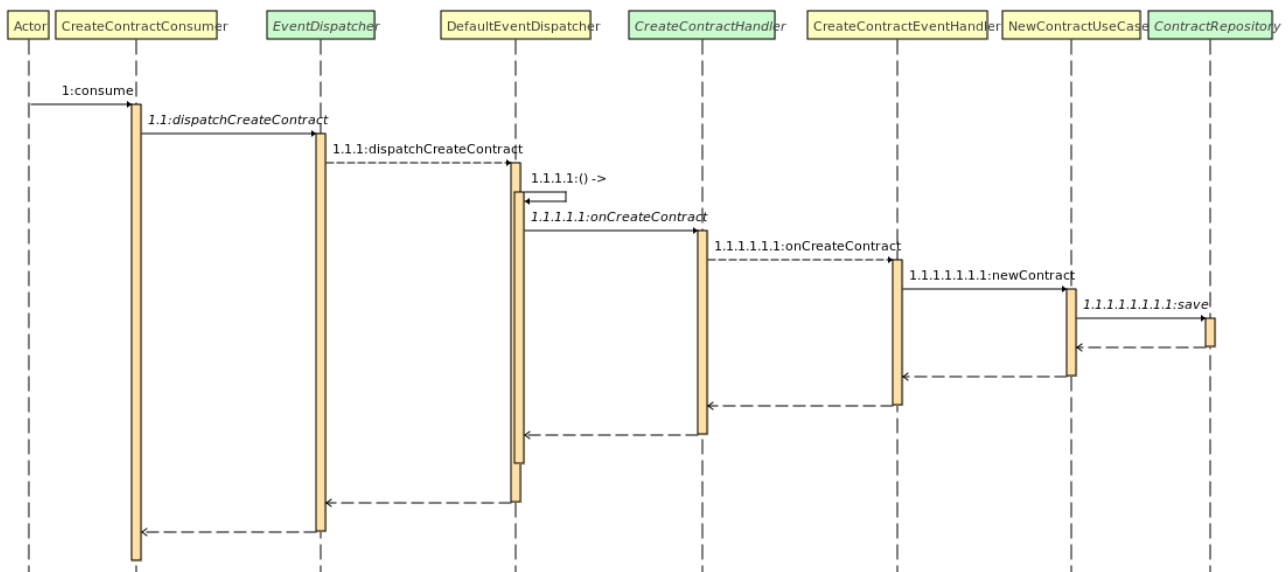 Actor
CreateContractConsumer
EventDispatcher
DefaultEventDispatcher
CreateContractHandler
CreateContractEventHandler
NewContractUseCase
ContractRepository
1:consume
1.1:dispatchCreateContract
1.1.1:dispatchCreateContract
1.1.1.1:() ->
1.1.1.1.1:onCreateContract
1.1.1.1.1.1:onCreateContract
1.1.1.1.1.1.1:newContract
1.1.1.1.1.1.1.1:save